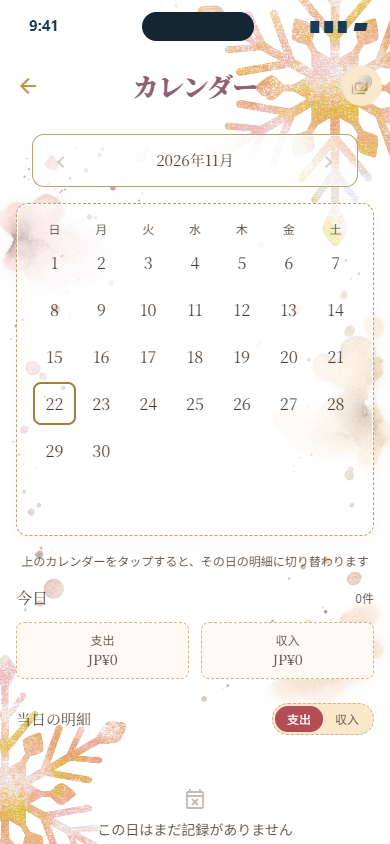 9:41
カレンダー
2026年11月
日 月 火 水 木 金 土
1 2 3 4 5 6 7
8 9 10 11 12 13 14
15 16 17 18 19 20 21
22 23 24 25 26 27 28
29 30
上のカレンダーをタップすると、その日の明細に切り替わります
今日 0件
支出 収入
JP¥0 JP¥0
当日の明細 支出 収入
この日はまだ記録がありません